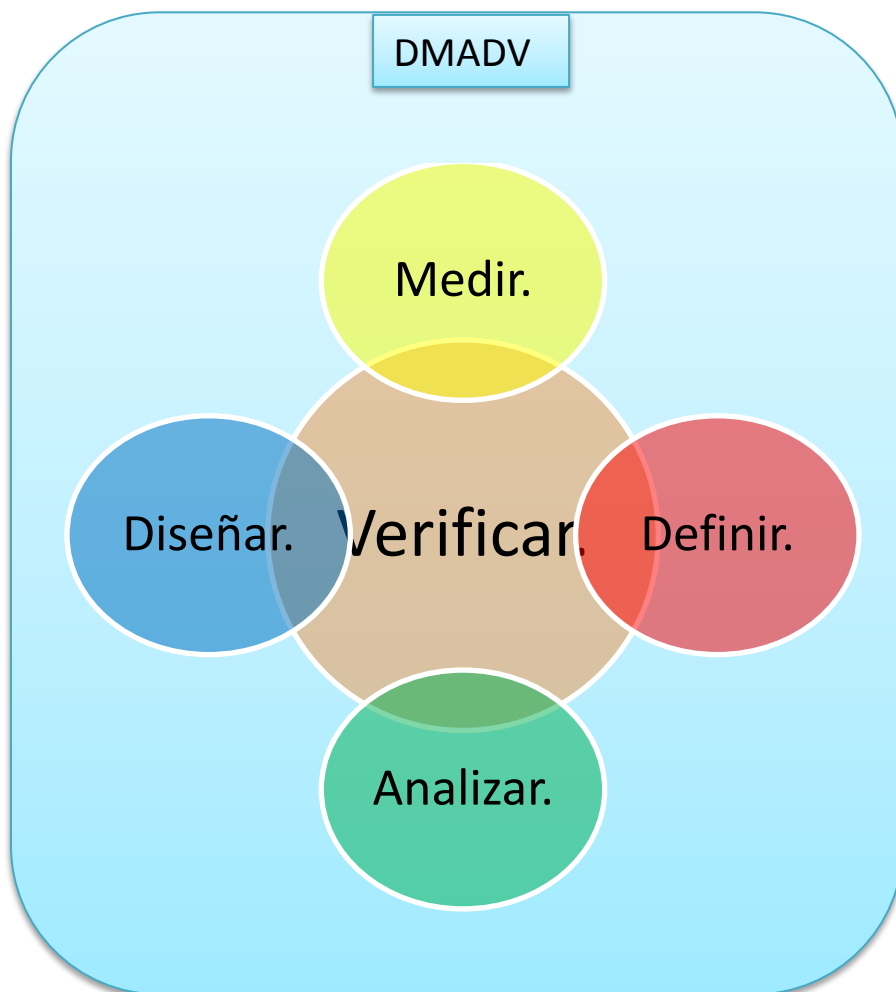 DMADV
Medir.
Diseñar.
Verificar.
Definir.
Analizar.